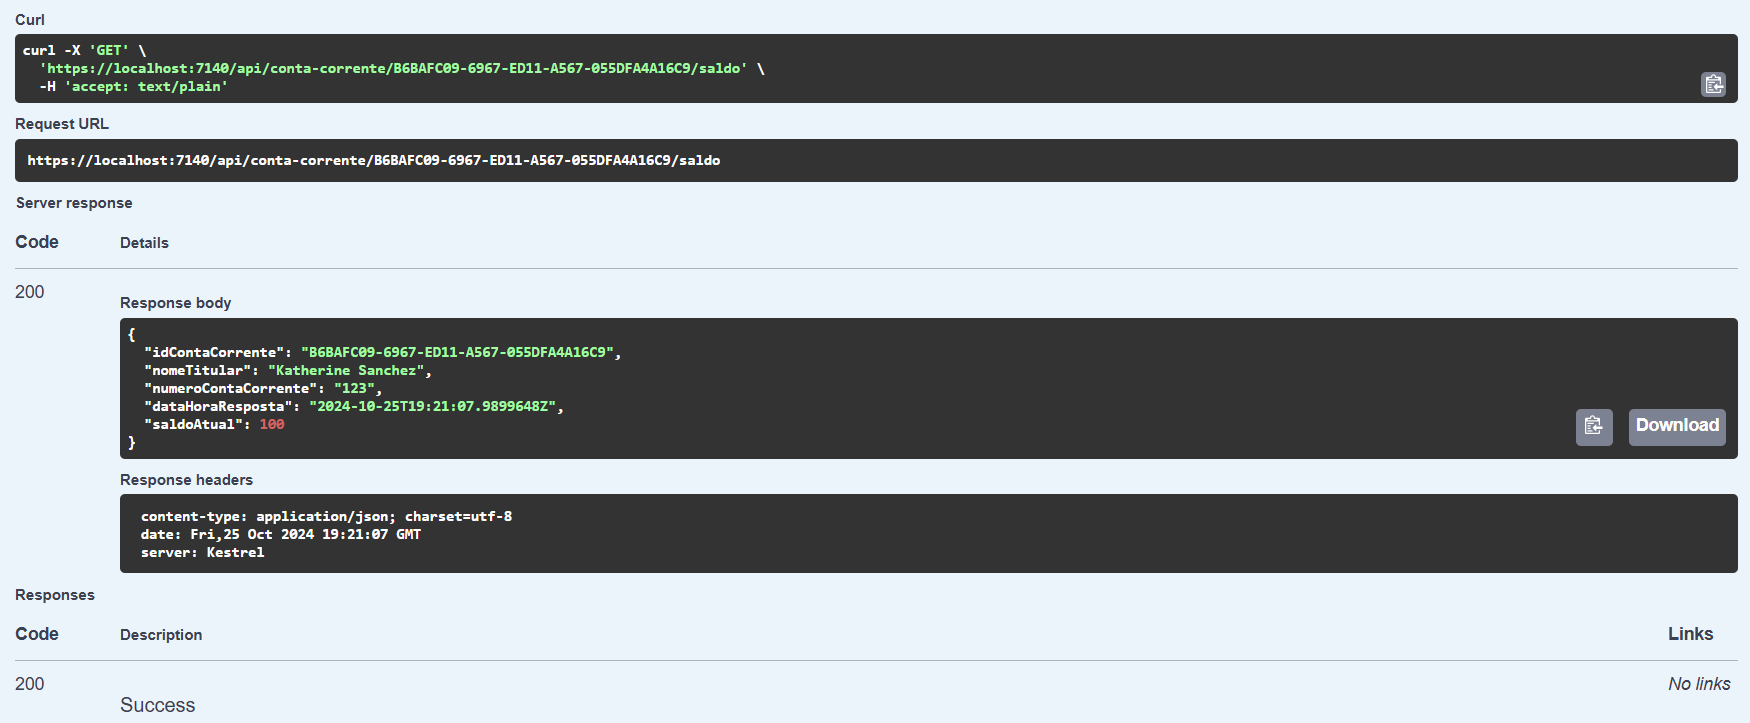 Curl
curl -X 'GET' \
'https://localhost:7140/api/conta-corrente/B6BAFC09-6967-ED11-A567-055DFA4A16C9/saldo' \
-H 'accept: text/plain'
Request URL
https://localhost:7140/api/conta-corrente/B6BAFC09-6967-ED11-A567-055DFA4A16C9/saldo
Server response
Code Details
200
Response body
{
"idContaCorrente": "B6BAFC09-6967-ED11-A567-055DFA4A16C9",
"nomeTitular": "Katherine Sanchez",
"numeroContaCorrente": "123",
"dataHoraResposta": "2024-10-25T19:21:07.9899648Z",
"saldoAtual": 100
}
Download
Response headers
content-type: application/json; charset=utf-8
date: Fri,25 Oct 2024 19:21:07 GMT
server: Kestrel
Responses
Code Description Links
200 No links
Success